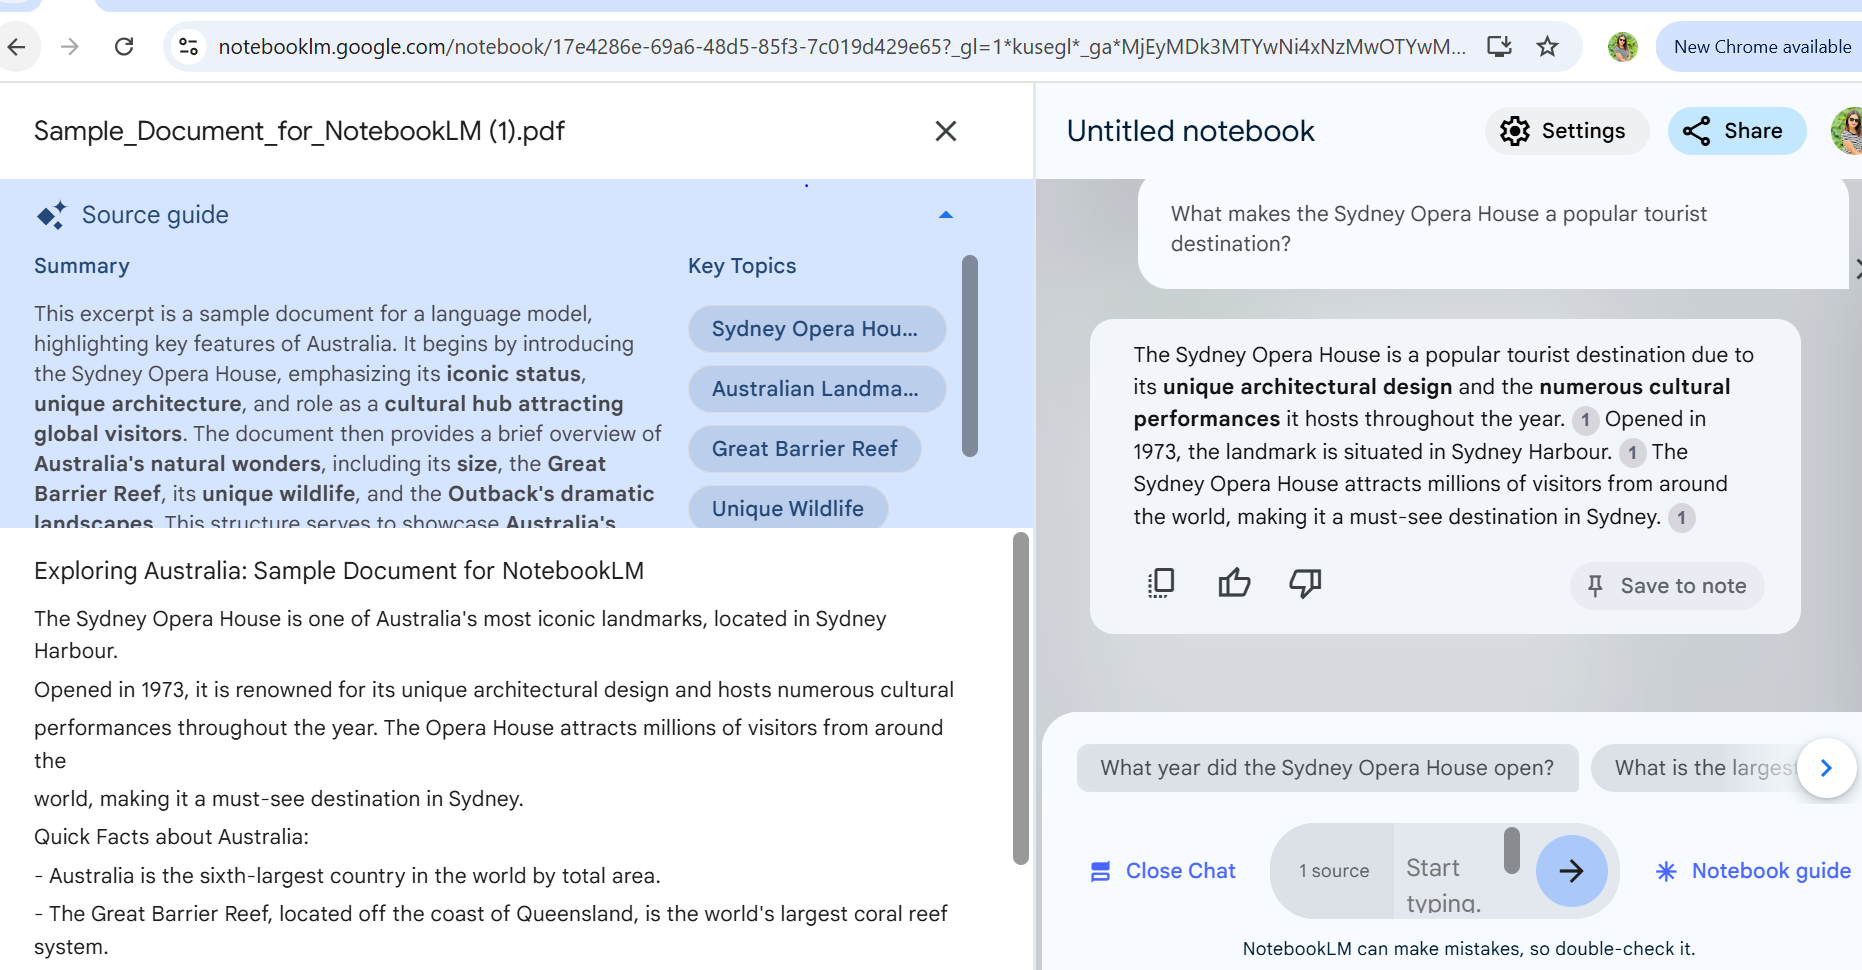 notebooklm.google.com/notebook/17e4286e-69a6-48d5-85f3-7c019d429e65?_gl=1*kusegl*_ga*MjEyMDk3MTYwNi4xNzMwOTYwM...
New Chrome available
Sample_Document_for_NotebookLM (1).pdf
Source guide
Summary
This excerpt is a sample document for a language model,
highlighting key features of Australia. It begins by introducing
the Sydney Opera House, emphasizing its iconic status,
unique architecture, and role as a cultural hub attracting
global visitors. The document then provides a brief overview of
Australia's natural wonders, including its size, the Great
Barrier Reef, its unique wildlife, and the Outback's dramatic
landscapes. This structure serves to showcase Australia's
Key Topics
Sydney Opera Hou...
Australian Landma...
Great Barrier Reef
Unique Wildlife
Exploring Australia: Sample Document for NotebookLM
The Sydney Opera House is one of Australia's most iconic landmarks, located in Sydney
Harbour.
Opened in 1973, it is renowned for its unique architectural design and hosts numerous cultural
performances throughout the year. The Opera House attracts millions of visitors from around
the
world, making it a must-see destination in Sydney.
Quick Facts about Australia:
- Australia is the sixth-largest country in the world by total area.
- The Great Barrier Reef, located off the coast of Queensland, is the world's largest coral reef
system.
Untitled notebook
Settings
Share
What makes the Sydney Opera House a popular tourist
destination?
The Sydney Opera House is a popular tourist destination due to
its unique architectural design and the numerous cultural
performances it hosts throughout the year. 1 Opened in
1973, the landmark is situated in Sydney Harbour. 1 The
Sydney Opera House attracts millions of visitors from around
the world, making it a must-see destination in Sydney. 1
Save to note
What year did the Sydney Opera House open?
What is the largest
Close Chat
1 source
Start
typing.
Notebook guide
NotebookLM can make mistakes, so double-check it.